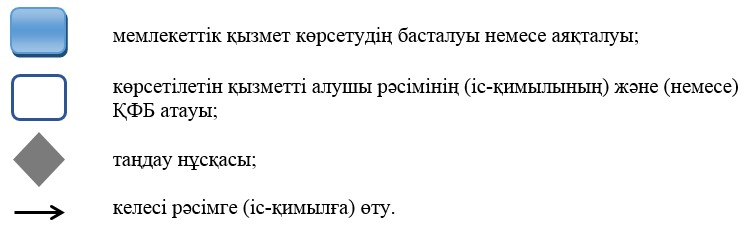 мемлекеттік қызмет көрсетудің басталуы немесе аяқталуы;
көрсетілетін қызметті алушы рәсімінің (іс-қимылының) және (немесе)
ҚФБ атауы;
таңдау нұсқасы;
келесі рәсімге (іс-қимылға) өту.